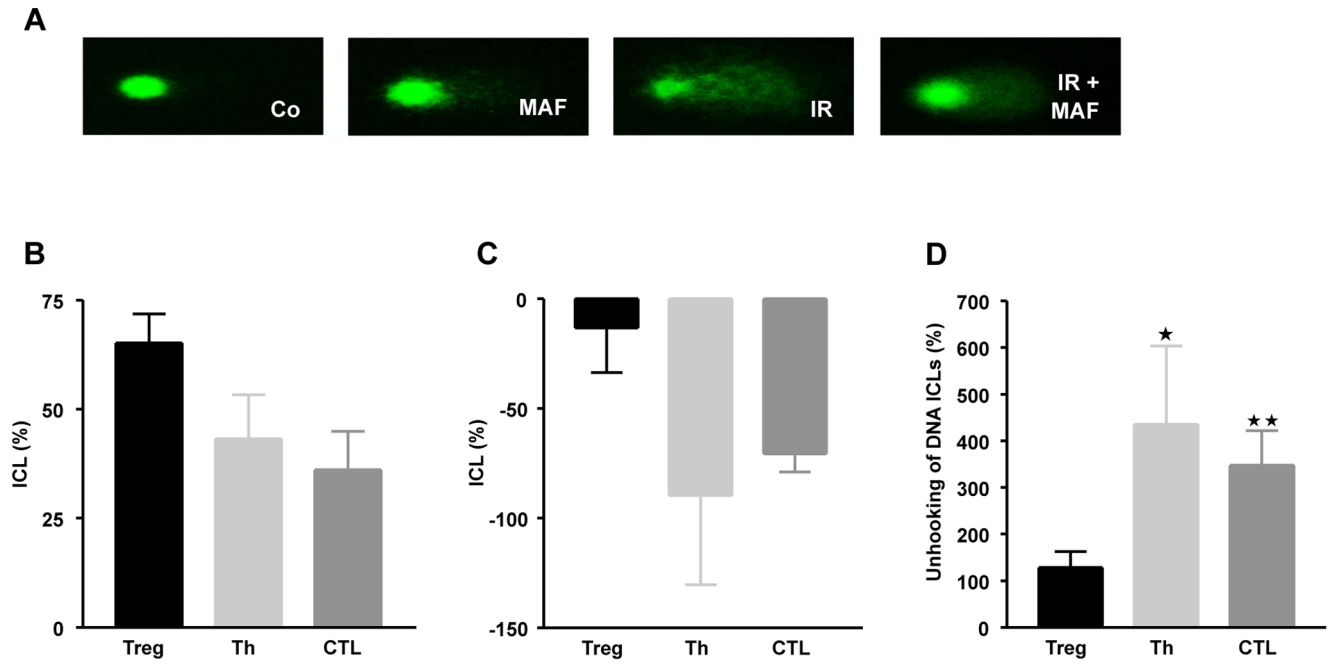 A
Co
MAF
IR
IR +
MAF
B
ICL (%)
75
50
25
0
Treg Th CTL
C
ICL (%)
0
-50
-100
-150
Treg Th CTL
D
Unhooking of DNA ICLs (%)
700
600
500
400
300
200
100
0
★
★★
Treg Th CTL